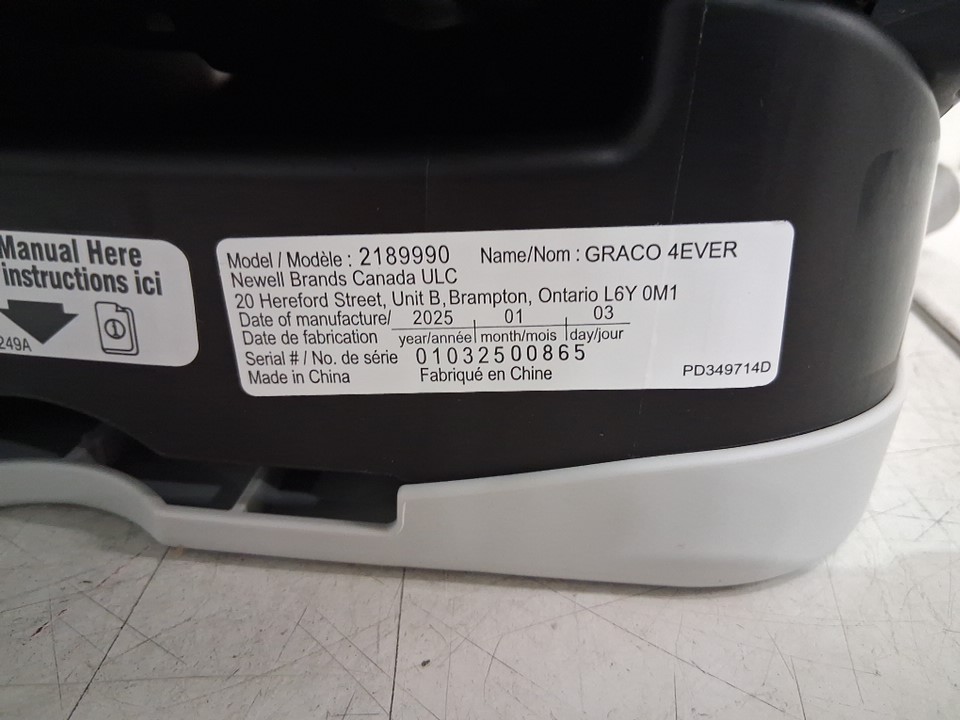 Manual Here
instructions ici
249A
Model / Modèle : 2189990 Name/Nom : GRACO 4EVER
Newell Brands Canada ULC
20 Hereford Street, Unit B, Brampton, Ontario L6Y 0M1
Date of manufacture/ 2025 01 03
Date de fabrication year/année month/mois day/jour
Serial # / No. de série 01032500865
Made in China Fabriqué en Chine PD349714D